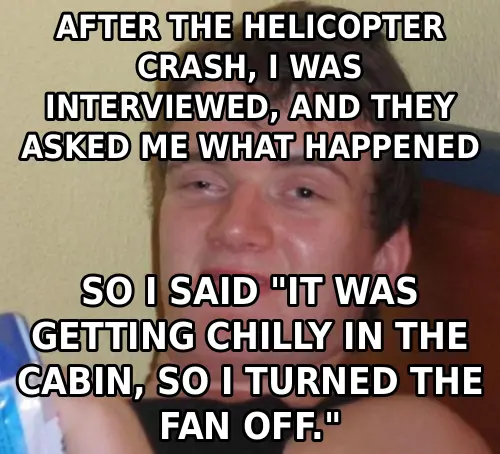 AFTER THE HELICOPTER
CRASH, I WAS
INTERVIEWED, AND THEY
ASKED ME WHAT HAPPENED
SO I SAID "IT WAS
GETTING CHILLY IN THE
CABIN, SO I TURNED THE
FAN OFF."